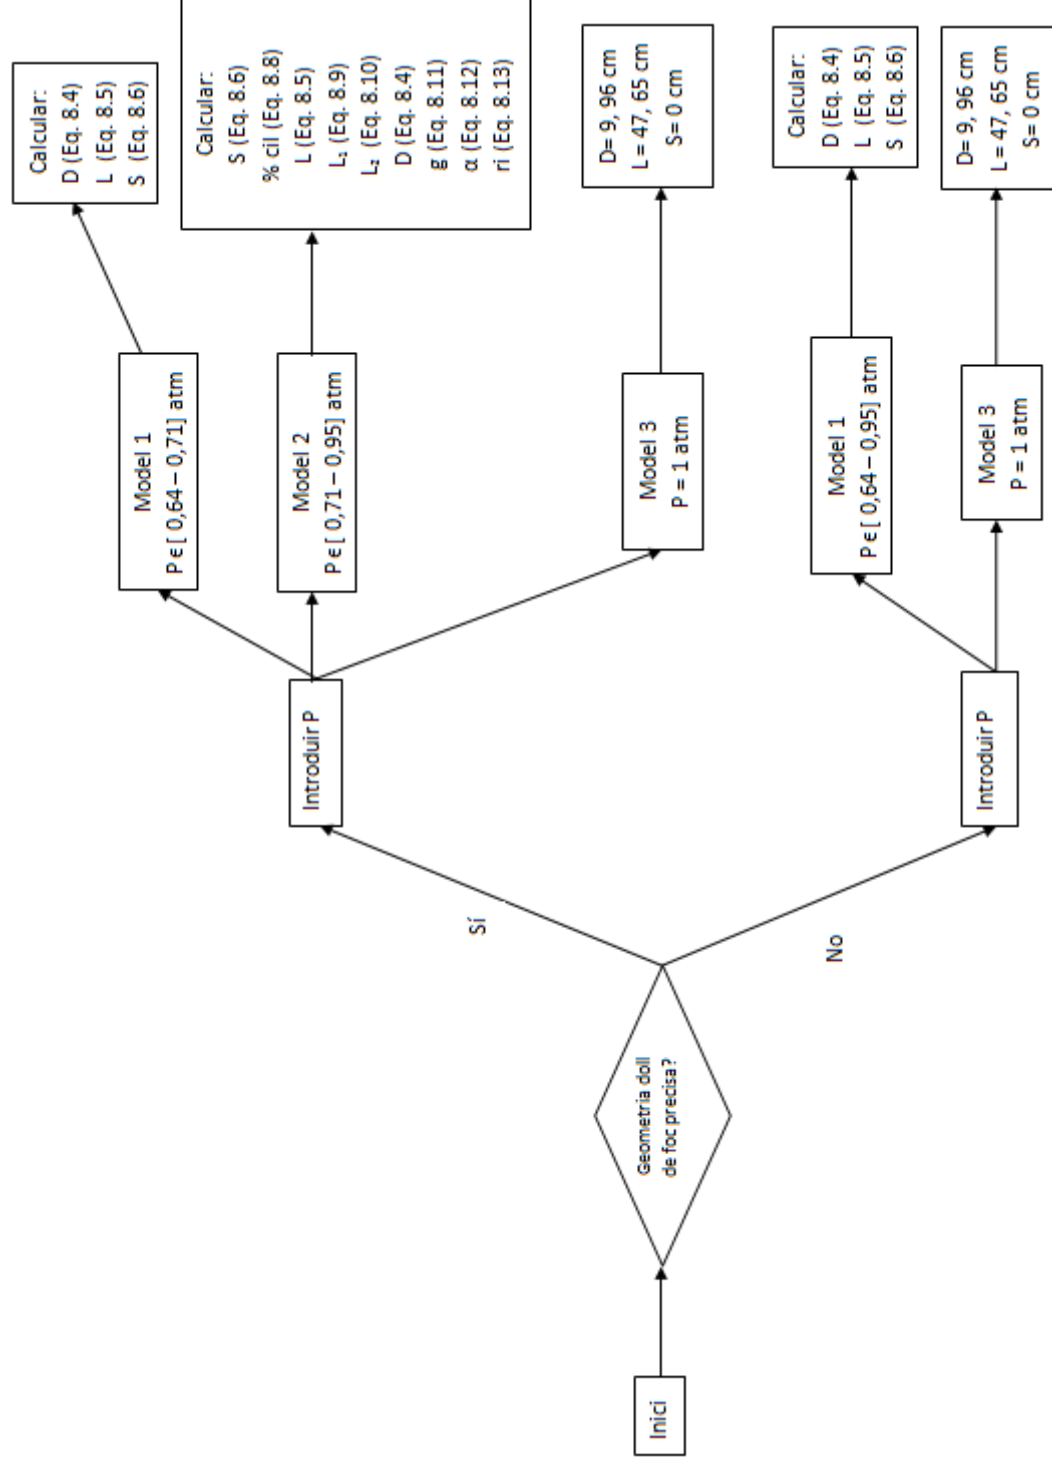 Inici
Geometria doll
de foc precisa?
Sí
No
Introduir P
Model 1
P ϵ [ 0,64 – 0,71] atm
Calcular:
D (Eq. 8.4)
L (Eq. 8.5)
S (Eq. 8.6)
Model 2
P ϵ [ 0,71 – 0,95] atm
Calcular:
S (Eq. 8.6)
% cil (Eq. 8.8)
L (Eq. 8.5)
L₁ (Eq. 8.9)
L₂ (Eq. 8.10)
D (Eq. 8.4)
g (Eq. 8.11)
α (Eq. 8.12)
ri (Eq. 8.13)
Model 3
P = 1 atm
D= 9, 96 cm
L = 47, 65 cm
S= 0 cm
Introduir P
Model 1
P ϵ [ 0,64 – 0,95] atm
Calcular:
D (Eq. 8.4)
L (Eq. 8.5)
S (Eq. 8.6)
Model 3
P = 1 atm
D= 9, 96 cm
L = 47, 65 cm
S= 0 cm